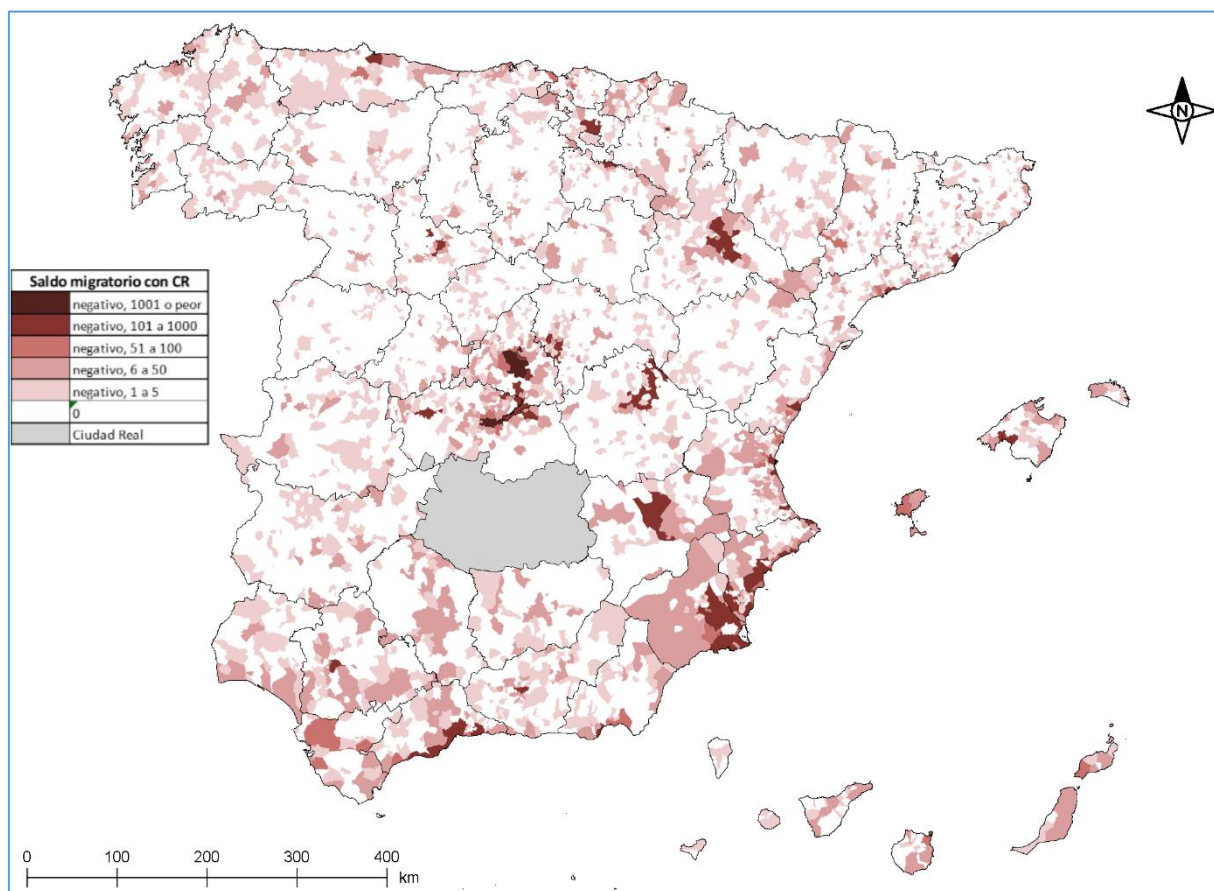 N
Saldo migratorio con CR
negativo, 1001 o peor
negativo, 101 a 1000
negativo, 51 a 100
negativo, 6 a 50
negativo, 1 a 5
0
Ciudad Real
0 100 200 300 400
km